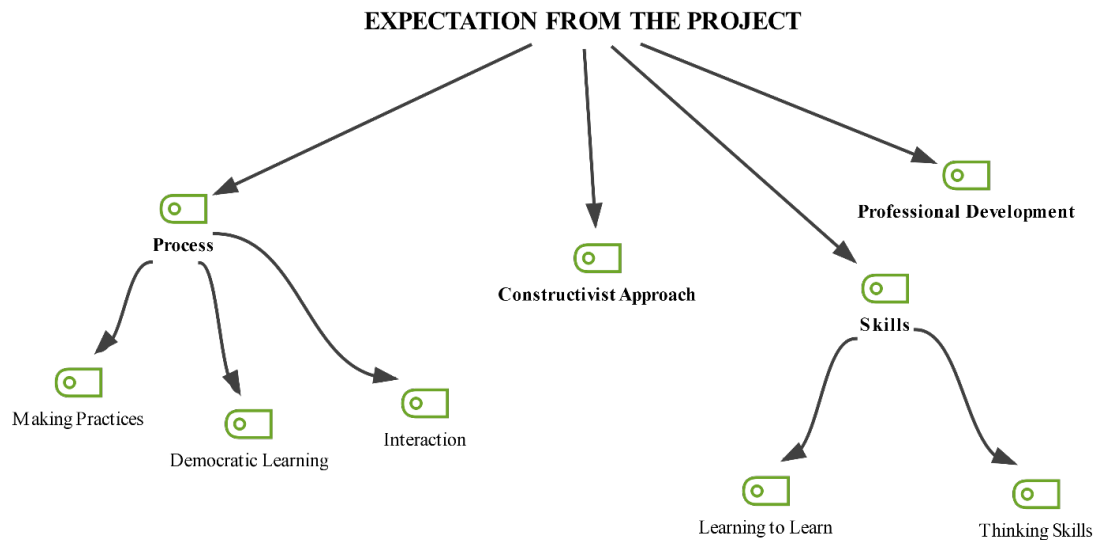 EXPECTATION FROM THE PROJECT
Professional Development
Process
Constructivist Approach
Skills
Making Practices
Democratic Learning
Interaction
Learning to Learn
Thinking Skills